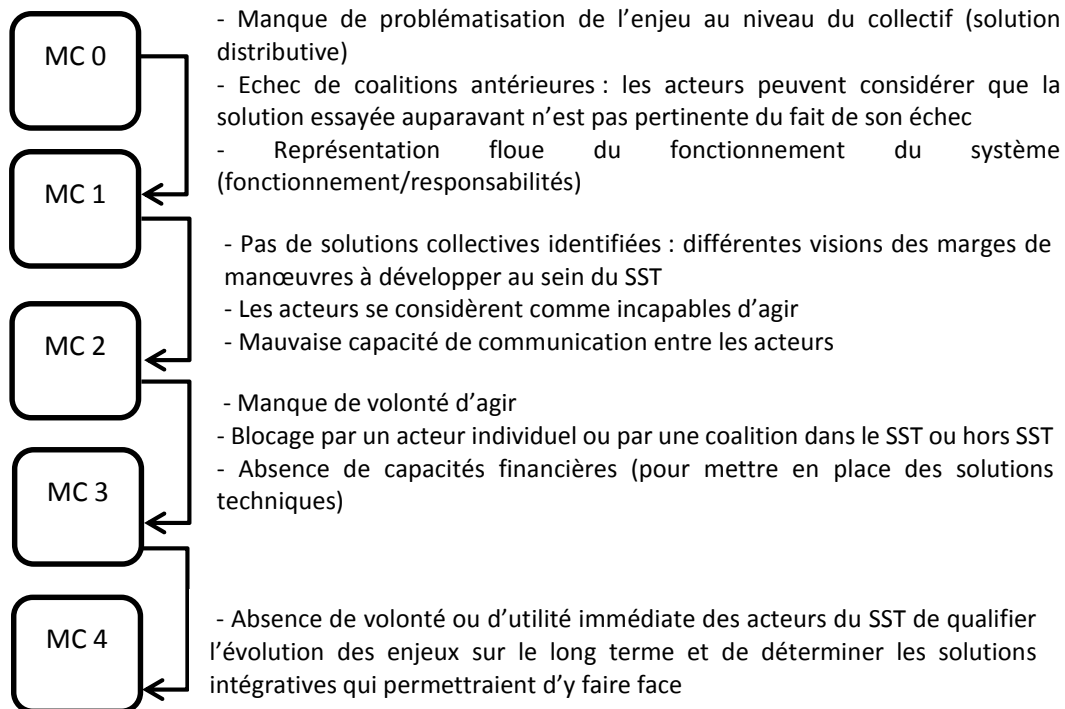 MC 0
- Manque de problématisation de l’enjeu au niveau du collectif (solution
distributive)
- Echec de coalitions antérieures : les acteurs peuvent considérer que la
solution essayée auparavant n’est pas pertinente du fait de son échec
- Représentation floue du fonctionnement du système
(fonctionnement/responsabilités)
MC 1
- Pas de solutions collectives identifiées : différentes visions des marges de
manœuvres à développer au sein du SST
- Les acteurs se considèrent comme incapables d’agir
- Mauvaise capacité de communication entre les acteurs
MC 2
- Manque de volonté d’agir
- Blocage par un acteur individuel ou par une coalition dans le SST ou hors SST
- Absence de capacités financières (pour mettre en place des solutions
techniques)
MC 3
- Absence de volonté ou d’utilité immédiate des acteurs du SST de qualifier
l’évolution des enjeux sur le long terme et de déterminer les solutions
intégratives qui permettraient d’y faire face
MC 4